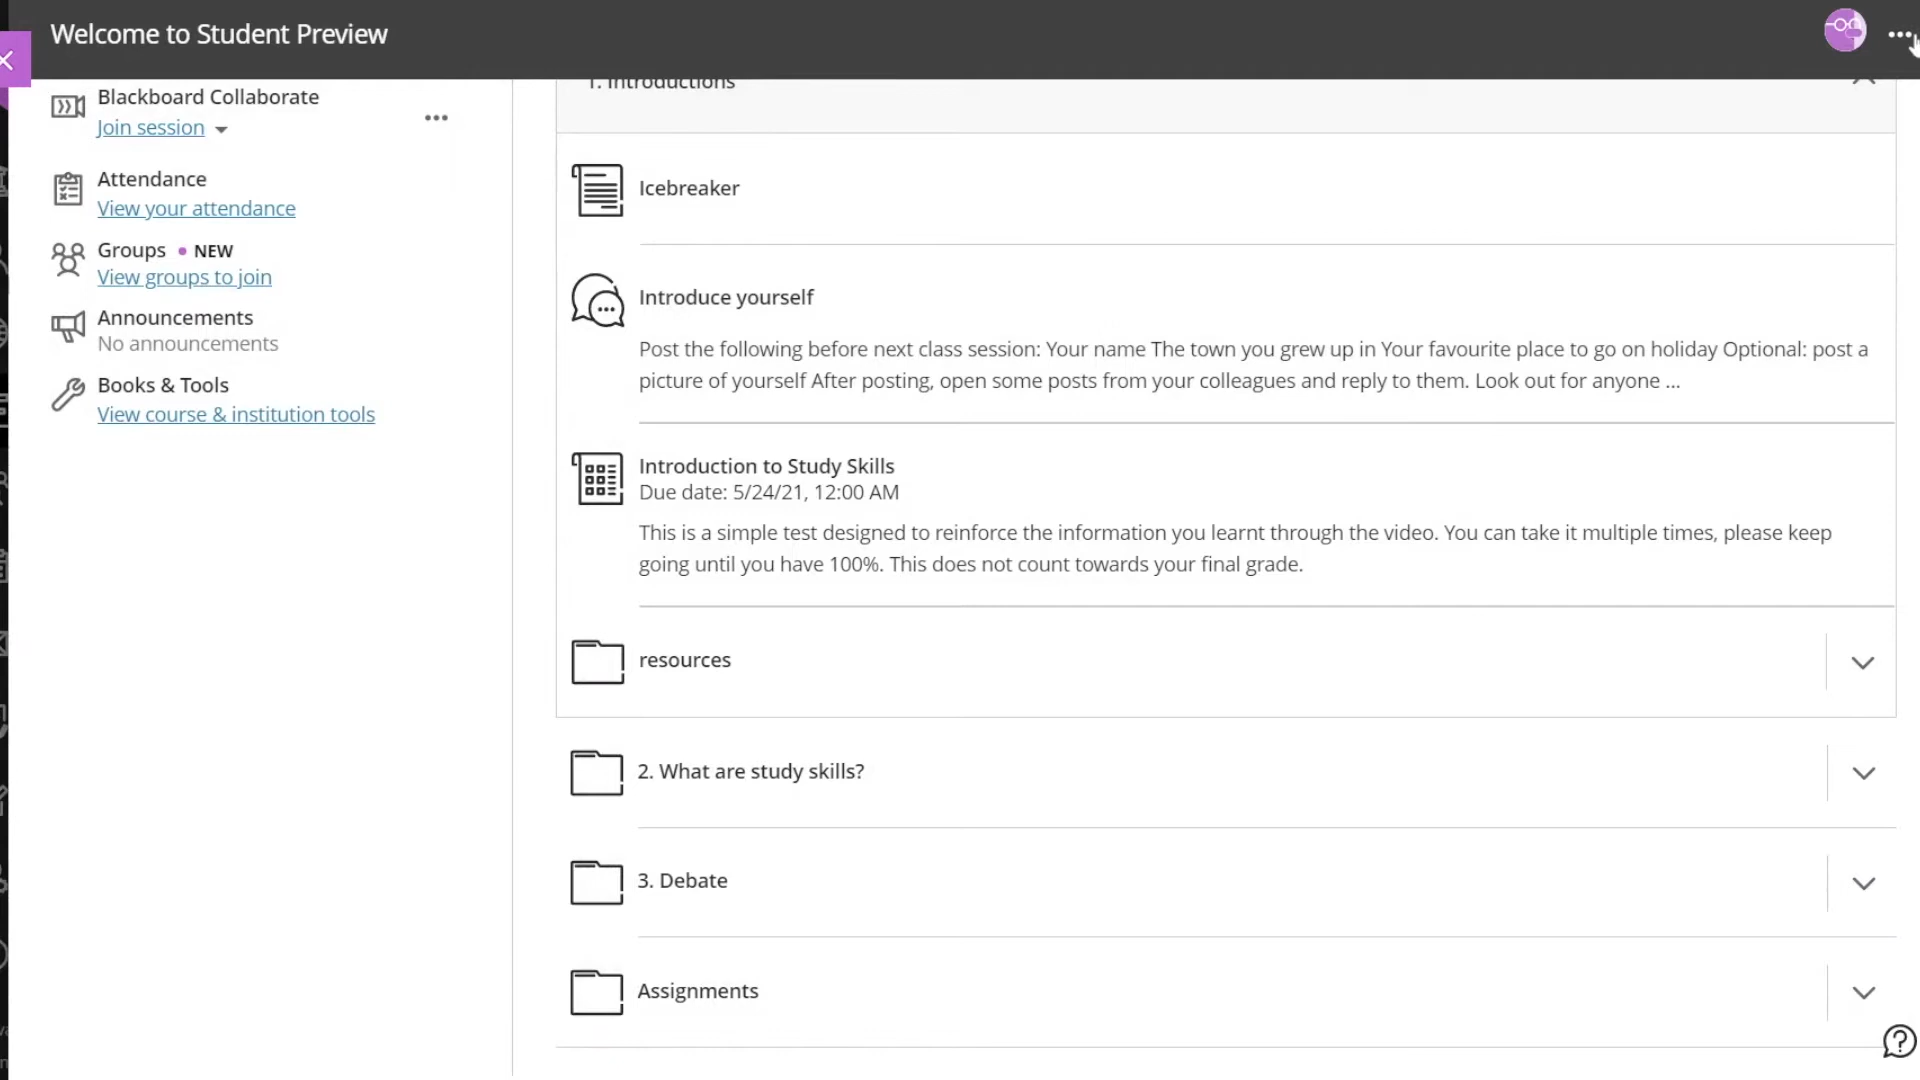 Welcome to Student Preview
Blackboard Collaborate
Join session
Attendance
View your attendance
Groups • NEW
View groups to join
Announcements
No announcements
Books & Tools
View course & institution tools
1. Introductions
Icebreaker
Introduce yourself
Post the following before next class session: Your name The town you grew up in Your favourite place to go on holiday Optional: post a
picture of yourself After posting, open some posts from your colleagues and reply to them. Look out for anyone ...
Introduction to Study Skills
Due date: 5/24/21, 12:00 AM
This is a simple test designed to reinforce the information you learnt through the video. You can take it multiple times, please keep
going until you have 100%. This does not count towards your final grade.
resources
2. What are study skills?
3. Debate
Assignments